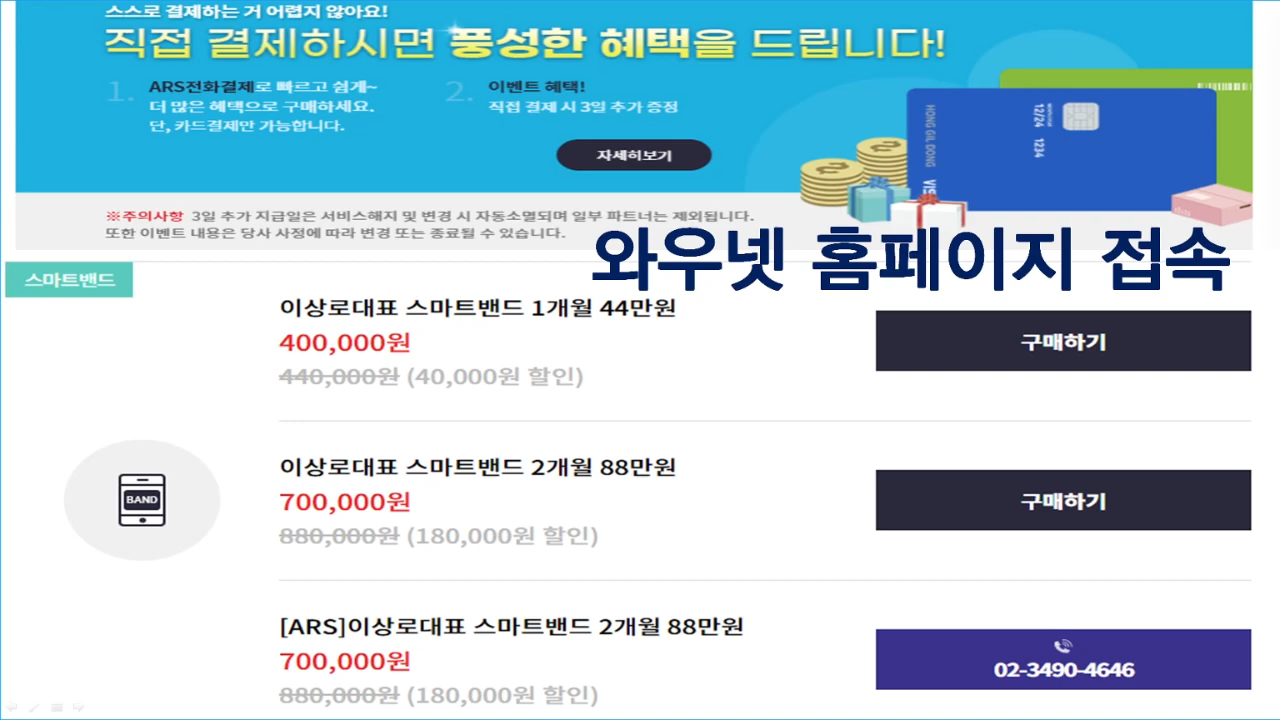 스스로 결제하는 거 어렵지 않아요!
직접 결제하시면 풍성한 혜택을 드립니다!
1. ARS전화결제로 빠르고 쉽게~
더 많은 혜택으로 구매하세요.
단, 카드결제만 가능합니다.
2. 이벤트 혜택!
직접 결제 시 3일 추가 증정
자세히보기
HONG GIL DONG
12/24 1234
VIS
※주의사항 3일 추가 지급일은 서비스해지 및 변경 시 자동소멸되며 일부 파트너는 제외됩니다.
또한 이벤트 내용은 당사 사정에 따라 변경 또는 종료될 수 있습니다.
와우넷 홈페이지 접속
스마트밴드
이상로대표 스마트밴드 1개월 44만원
400,000원
440,000원 (40,000원 할인)
구매하기
BAND
이상로대표 스마트밴드 2개월 88만원
700,000원
880,000원 (180,000원 할인)
구매하기
[ARS]이상로대표 스마트밴드 2개월 88만원
700,000원
880,000원 (180,000원 할인)
02-3490-4646